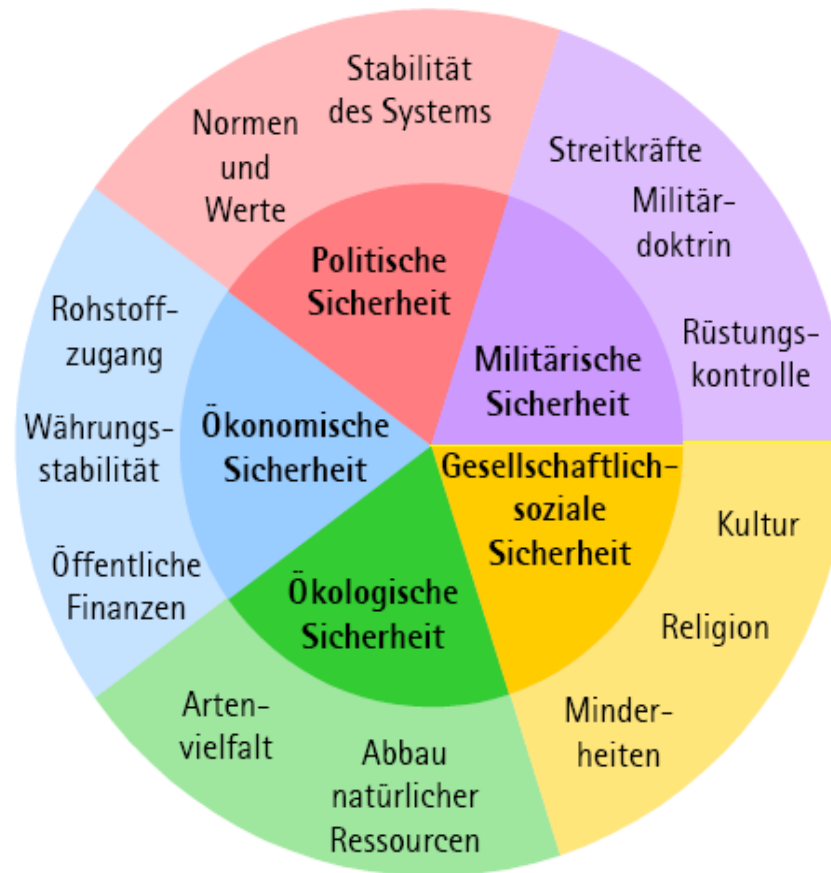 Stabilität
des Systems
Normen
und
Werte
Politische
Sicherheit
Streitkräfte
Militär-
doktrin
Rüstungs-
kontrolle
Militärische
Sicherheit
Rohstoff-
zugang
Währungs-
stabilität
Öffentliche
Finanzen
Ökonomische
Sicherheit
Gesellschaftlich-
soziale
Sicherheit
Kultur
Religion
Minder-
heiten
Ökologische
Sicherheit
Arten-
vielfalt
Abbau
natürlicher
Ressourcen